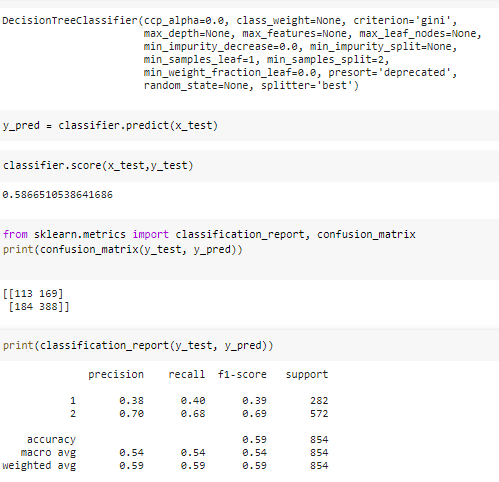 DecisionTreeClassifier(ccp_alpha=0.0, class_weight=None, criterion='gini',
max_depth=None, max_features=None, max_leaf_nodes=None,
min_impurity_decrease=0.0, min_impurity_split=None,
min_samples_leaf=1, min_samples_split=2,
min_weight_fraction_leaf=0.0, presort='deprecated',
random_state=None, splitter='best')
y_pred = classifier.predict(x_test)
classifier.score(x_test,y_test)
0.5866510538641686
from sklearn.metrics import classification_report, confusion_matrix
print(confusion_matrix(y_test, y_pred))
[[113 169]
[184 388]]
print(classification_report(y_test, y_pred))
precision recall f1-score support
1 0.38 0.40 0.39 282
2 0.70 0.68 0.69 572
accuracy 0.59 854
macro avg 0.54 0.54 0.54 854
weighted avg 0.59 0.59 0.59 854